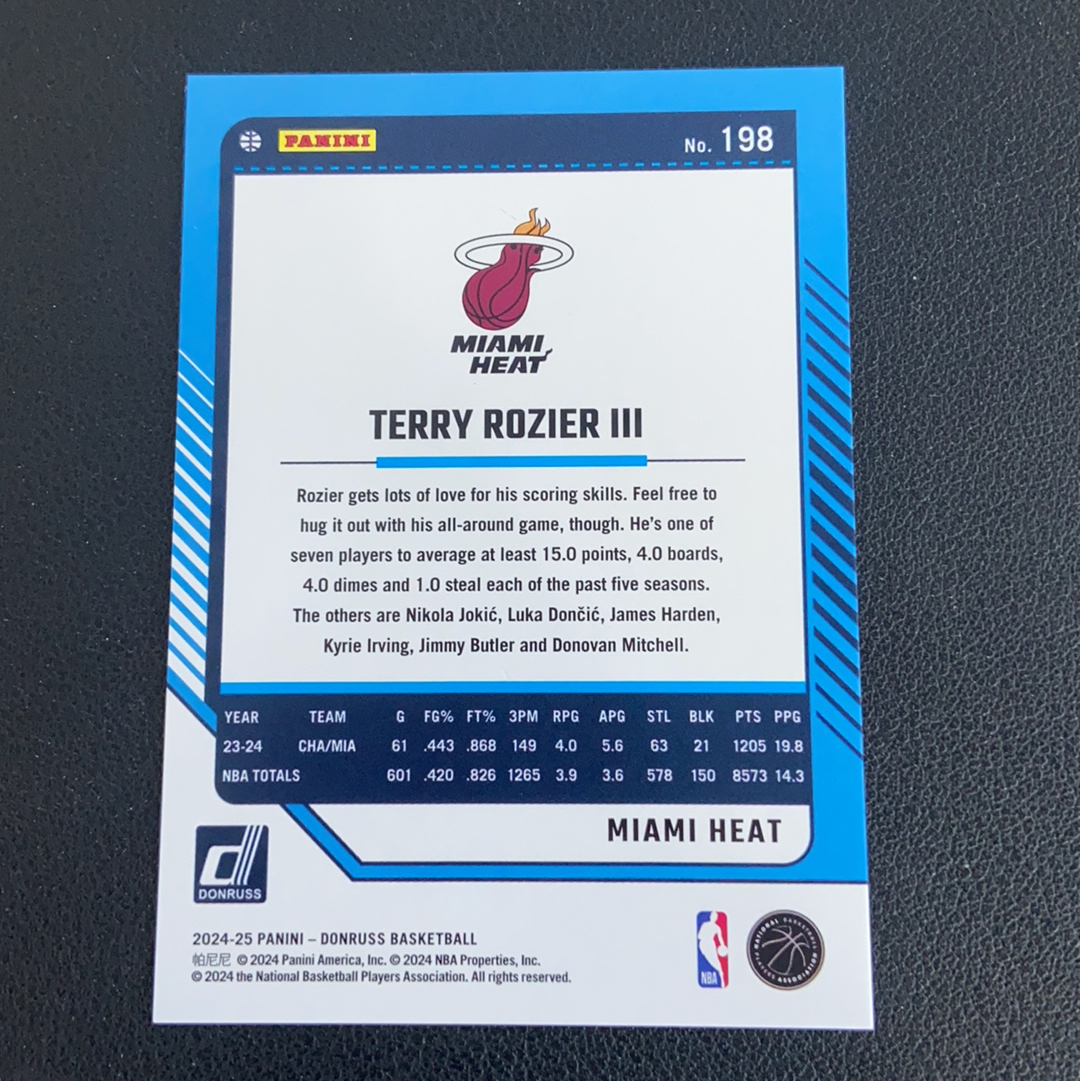 PANINI
No. 198
MIAMI
HEAT
TERRY ROZIER III
Rozier gets lots of love for his scoring skills. Feel free to
hug it out with his all-around game, though. He's one of
seven players to average at least 15.0 points, 4.0 boards,
4.0 dimes and 1.0 steal each of the past five seasons.
The others are Nikola Jokić, Luka Dončić, James Harden,
Kyrie Irving, Jimmy Butler and Donovan Mitchell.
YEAR TEAM G FG% FT% 3PM RPG APG STL BLK PTS PPG
23-24 CHA/MIA 61 .443 .868 149 4.0 5.6 63 21 1205 19.8
NBA TOTALS 601 .420 .826 1265 3.9 3.6 578 150 8573 14.3
MIAMI HEAT
DONRUSS
2024-25 PANINI – DONRUSS BASKETBALL
帕尼尼 © 2024 Panini America, Inc. © 2024 NBA Properties, Inc.
© 2024 the National Basketball Players Association. All rights reserved.
NBA
NATIONAL BASKETBALL PLAYERS ASSOCIATION